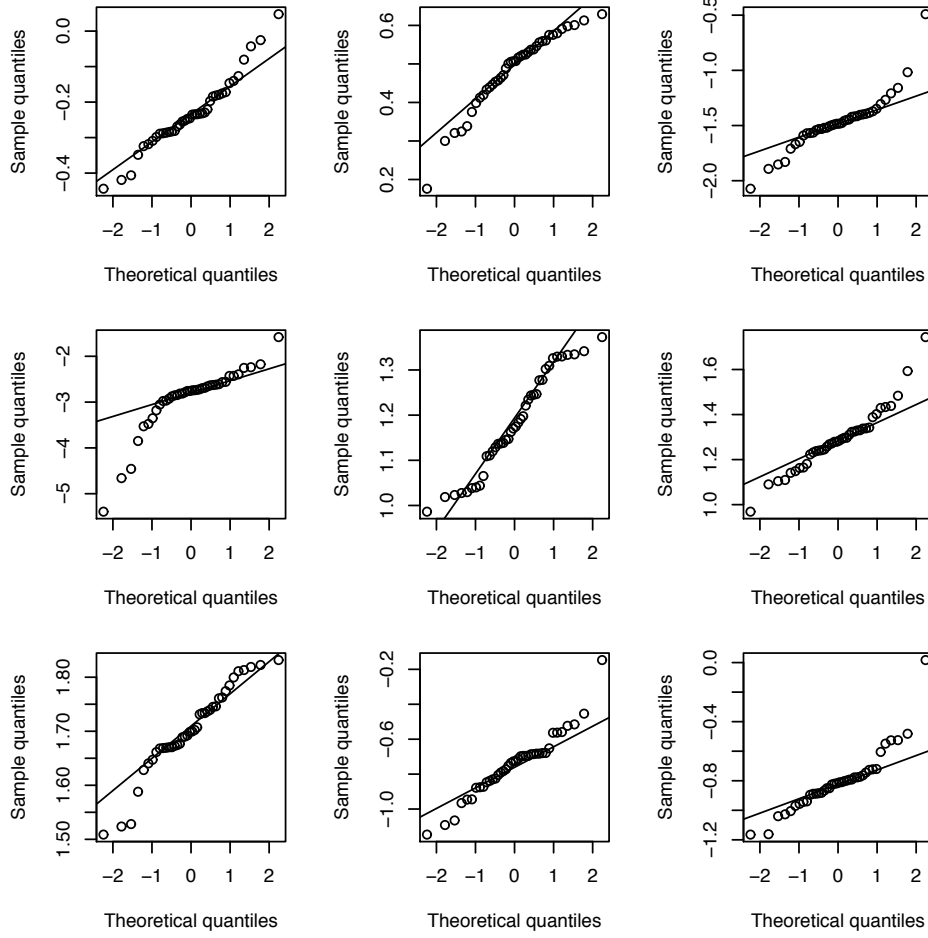 Sample quantiles
0.0
−0.2
−0.4
−2 −1 0 1 2
Theoretical quantiles
Sample quantiles
0.6
0.4
0.2
−2 −1 0 1 2
Theoretical quantiles
Sample quantiles
−0.5
−1.0
−1.5
−2.0
−2 −1 0 1 2
Theoretical quantiles
Sample quantiles
−2
−3
−4
−5
−2 −1 0 1 2
Theoretical quantiles
Sample quantiles
1.3
1.2
1.1
1.0
−2 −1 0 1 2
Theoretical quantiles
Sample quantiles
1.6
1.4
1.2
1.0
−2 −1 0 1 2
Theoretical quantiles
Sample quantiles
1.80
1.70
1.60
1.50
−2 −1 0 1 2
Theoretical quantiles
Sample quantiles
−0.2
−0.6
−1.0
−2 −1 0 1 2
Theoretical quantiles
Sample quantiles
0.0
−0.4
−0.8
−1.2
−2 −1 0 1 2
Theoretical quantiles